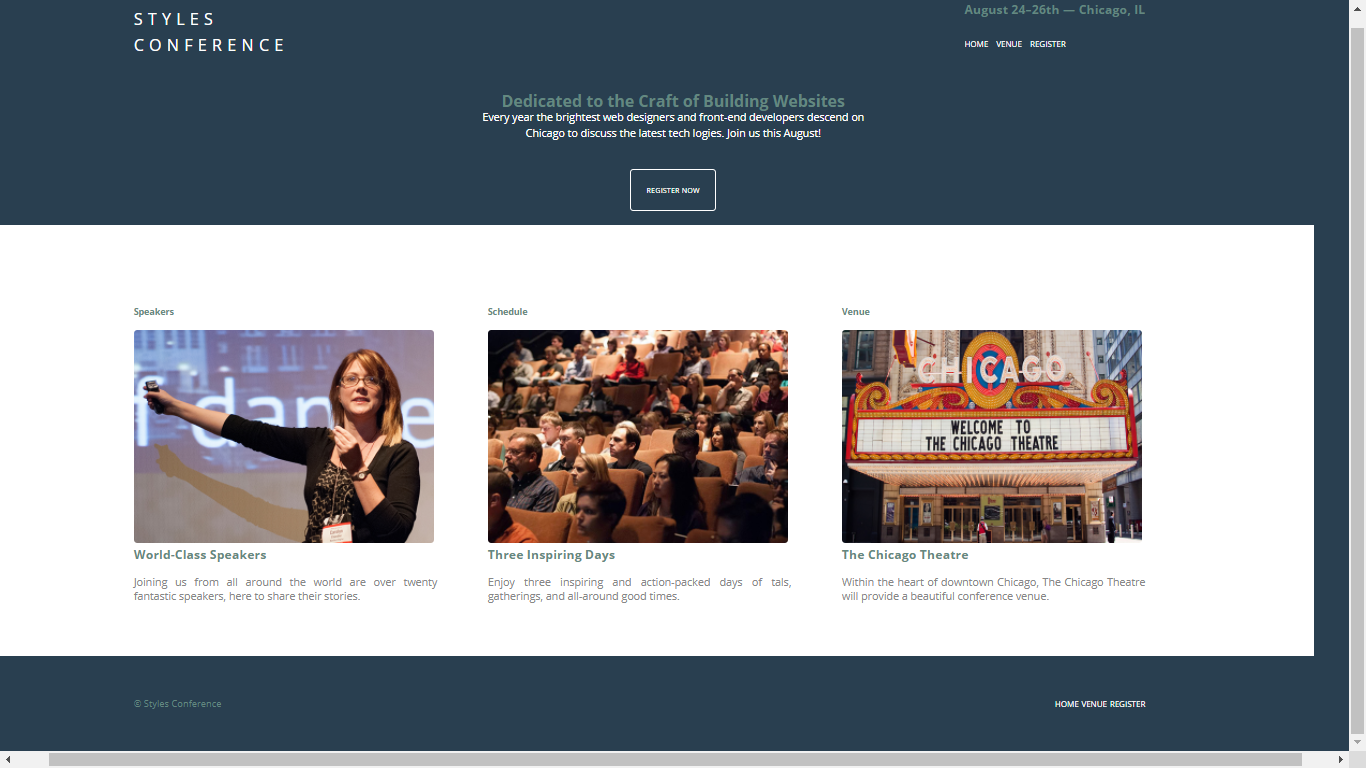 STYLES
CONFERENCE
August 24–26th — Chicago, IL
HOME VENUE REGISTER
Dedicated to the Craft of Building Websites
Every year the brightest web designers and front-end developers descend on
Chicago to discuss the latest tech logies. Join us this August!
REGISTER NOW
Speakers
Schedule
Venue
f dan e
CHICAGO
WELCOME TO
THE CHICAGO THEATRE
World-Class Speakers
Joining us from all around the world are over twenty
fantastic speakers, here to share their stories.
Three Inspiring Days
Enjoy three inspiring and action-packed days of tals,
gatherings, and all-around good times.
The Chicago Theatre
Within the heart of downtown Chicago, The Chicago Theatre
will provide a beautiful conference venue.
© Styles Conference
HOME VENUE REGISTER